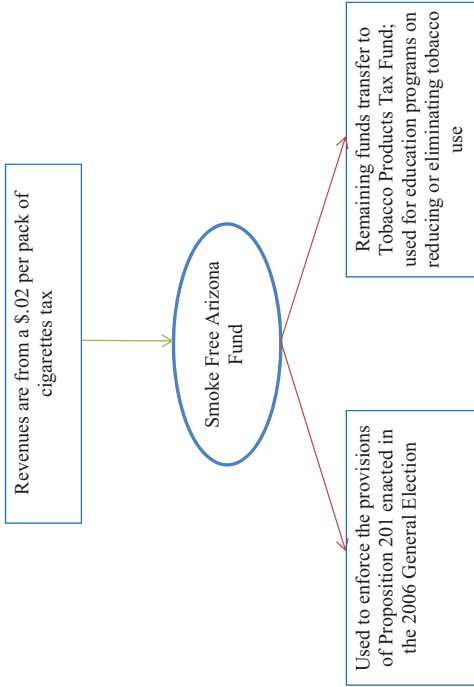 Revenues are from a $.02 per pack of
cigarettes tax
Smoke Free Arizona
Fund
Used to enforce the provisions
of Proposition 201 enacted in
the 2006 General Election
Remaining funds transfer to
Tobacco Products Tax Fund;
used for education programs on
reducing or eliminating tobacco
use